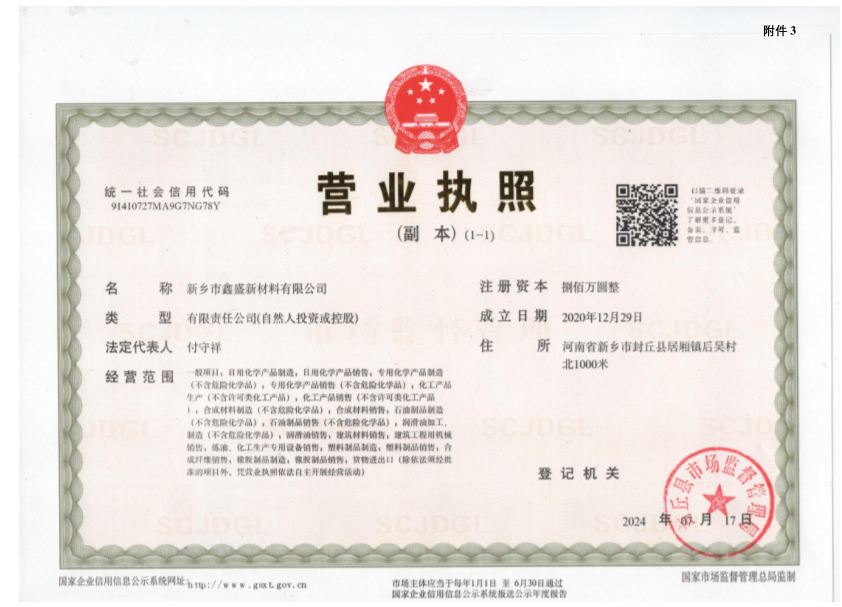 附件 3
营业执照
(副 本) (1-1)
统一社会信用代码
91410727MA9G7NG78Y
扫描二维码登录
‘国家企业信用
信息公示系统’
了解更多登记、
备案、许可、监
管信息。
名 称 新乡市鑫盛新材料有限公司
类 型 有限责任公司(自然人投资或控股)
法定代表人 付守祥
经营范围 一般项目：日用化学产品制造；日用化学产品销售；专用化学产品制造
（不含危险化学品）；专用化学产品销售（不含危险化学品）；化工产品
生产（不含许可类化工产品）；化工产品销售（不含许可类化工产品
）；合成材料制造（不含危险化学品）；合成材料销售；石油制品制造
（不含危险化学品）；石油制品销售（不含危险化学品）；润滑油加工、
制造（不含危险化学品）；润滑油销售；建筑材料销售；建筑工程用机械
销售；炼油、化工生产专用设备销售；塑料制品制造；塑料制品销售；合
成纤维销售；橡胶制品制造；橡胶制品销售；货物进出口（除依法须经批
准的项目外，凭营业执照依法自主开展经营活动）
注册资本 捌佰万圆整
成立日期 2020年12月29日
住 所 河南省新乡市封丘县居厢镇后吴村
北1000米
登记机关
封丘县市场监督管理局
2024 年 07 月 17 日
国家企业信用信息公示系统网址：http://www.gsxt.gov.cn
市场主体应当于每年1月1日 至 6月30日通过
国家企业信用信息公示系统报送公示年度报告
国家市场监督管理总局监制
SCJDGL